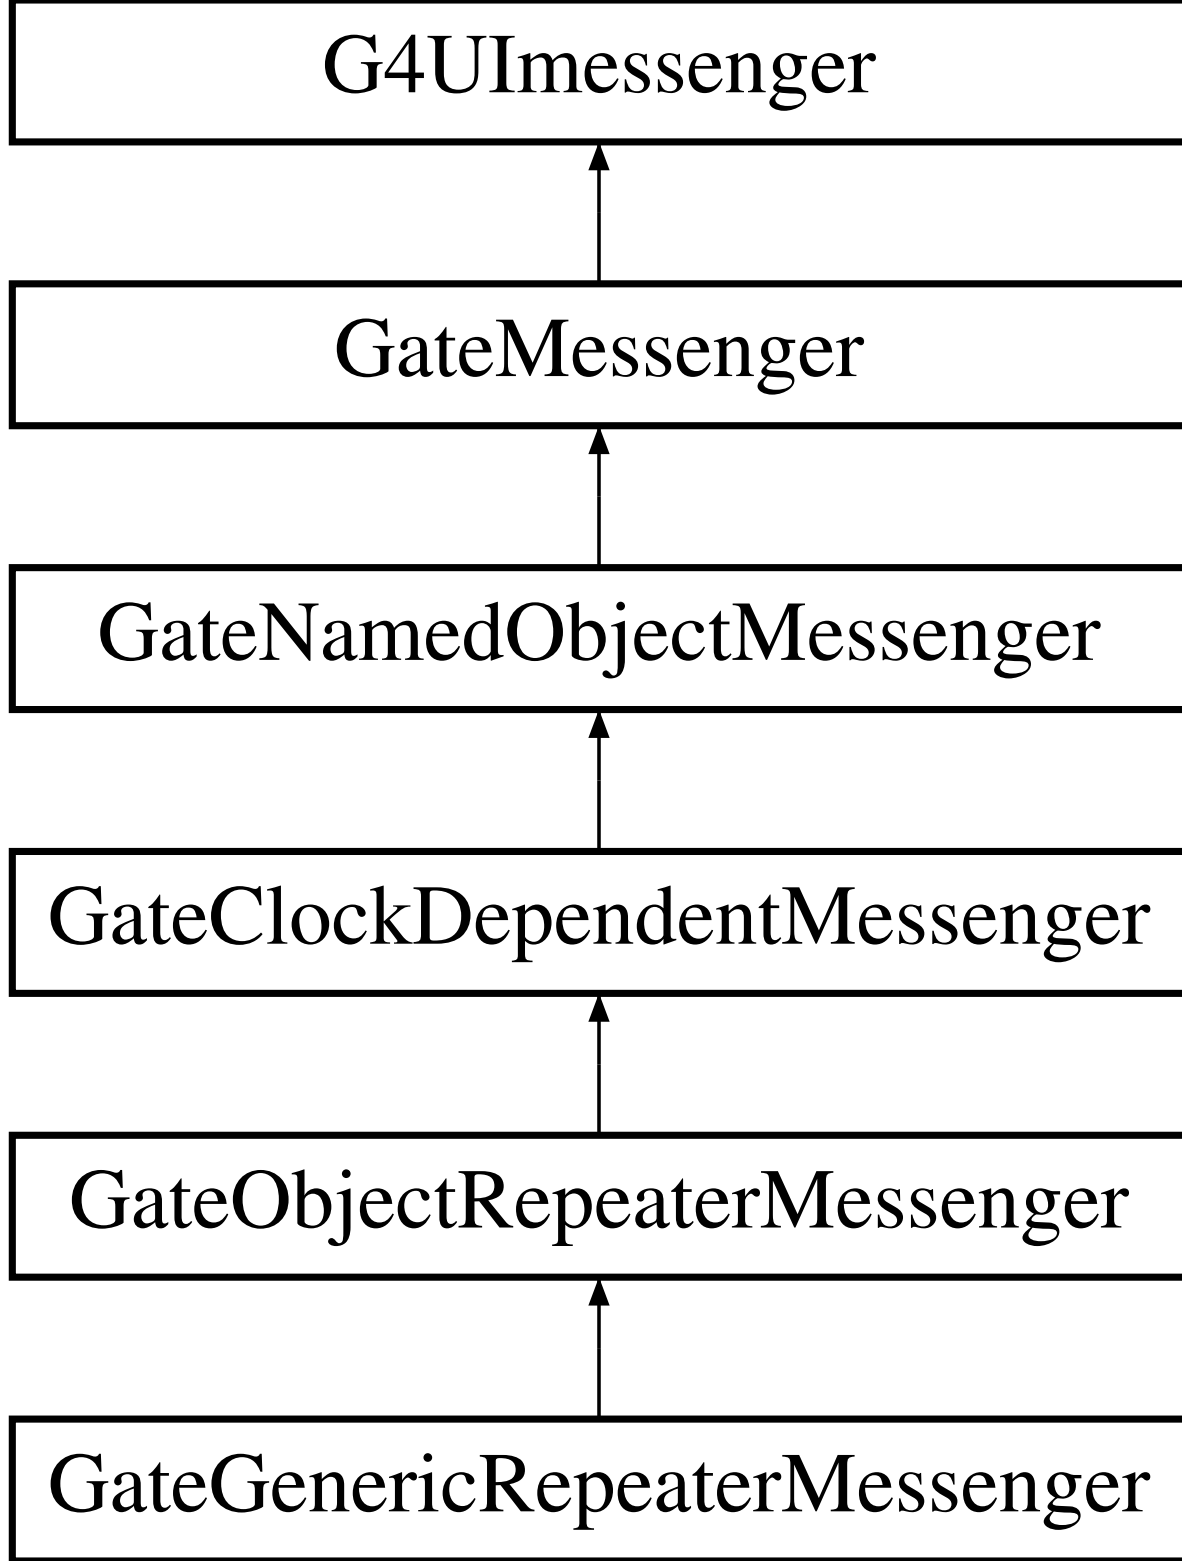 G4UImessenger
GateMessenger
GateNamedObjectMessenger
GateClockDependentMessenger
GateObjectRepeaterMessenger
GateGenericRepeaterMessenger